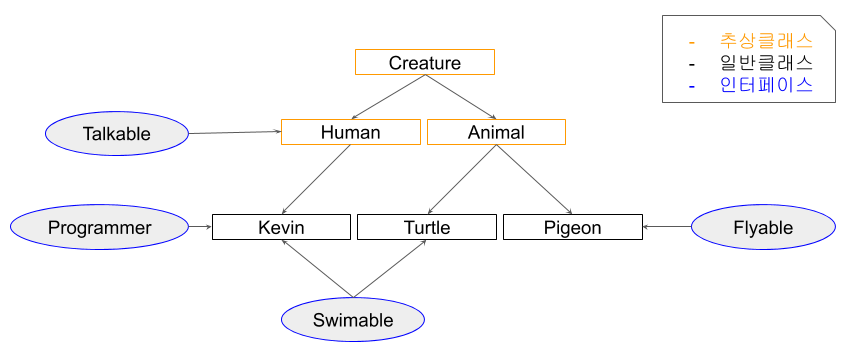 - 추상클래스
- 일반클래스
- 인터페이스
Creature
Talkable
Human
Animal
Programmer
Kevin
Turtle
Pigeon
Flyable
Swimable